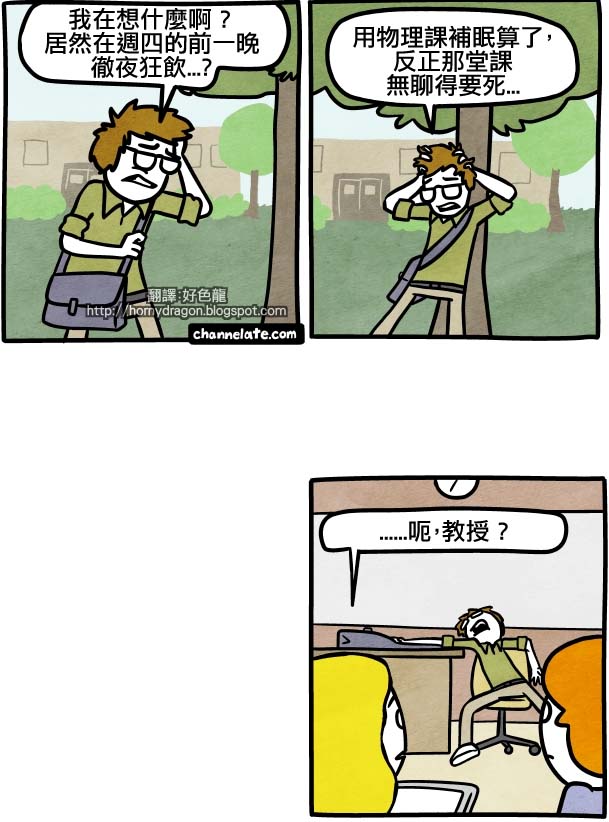 我在想什麼啊？
居然在週四的前一晚
徹夜狂飲...?
翻譯:好色龍
http://hornydragon.blogspot.com
channelate.com
用物理課補眠算了,
反正那堂課
無聊得要死...
......呃,教授？